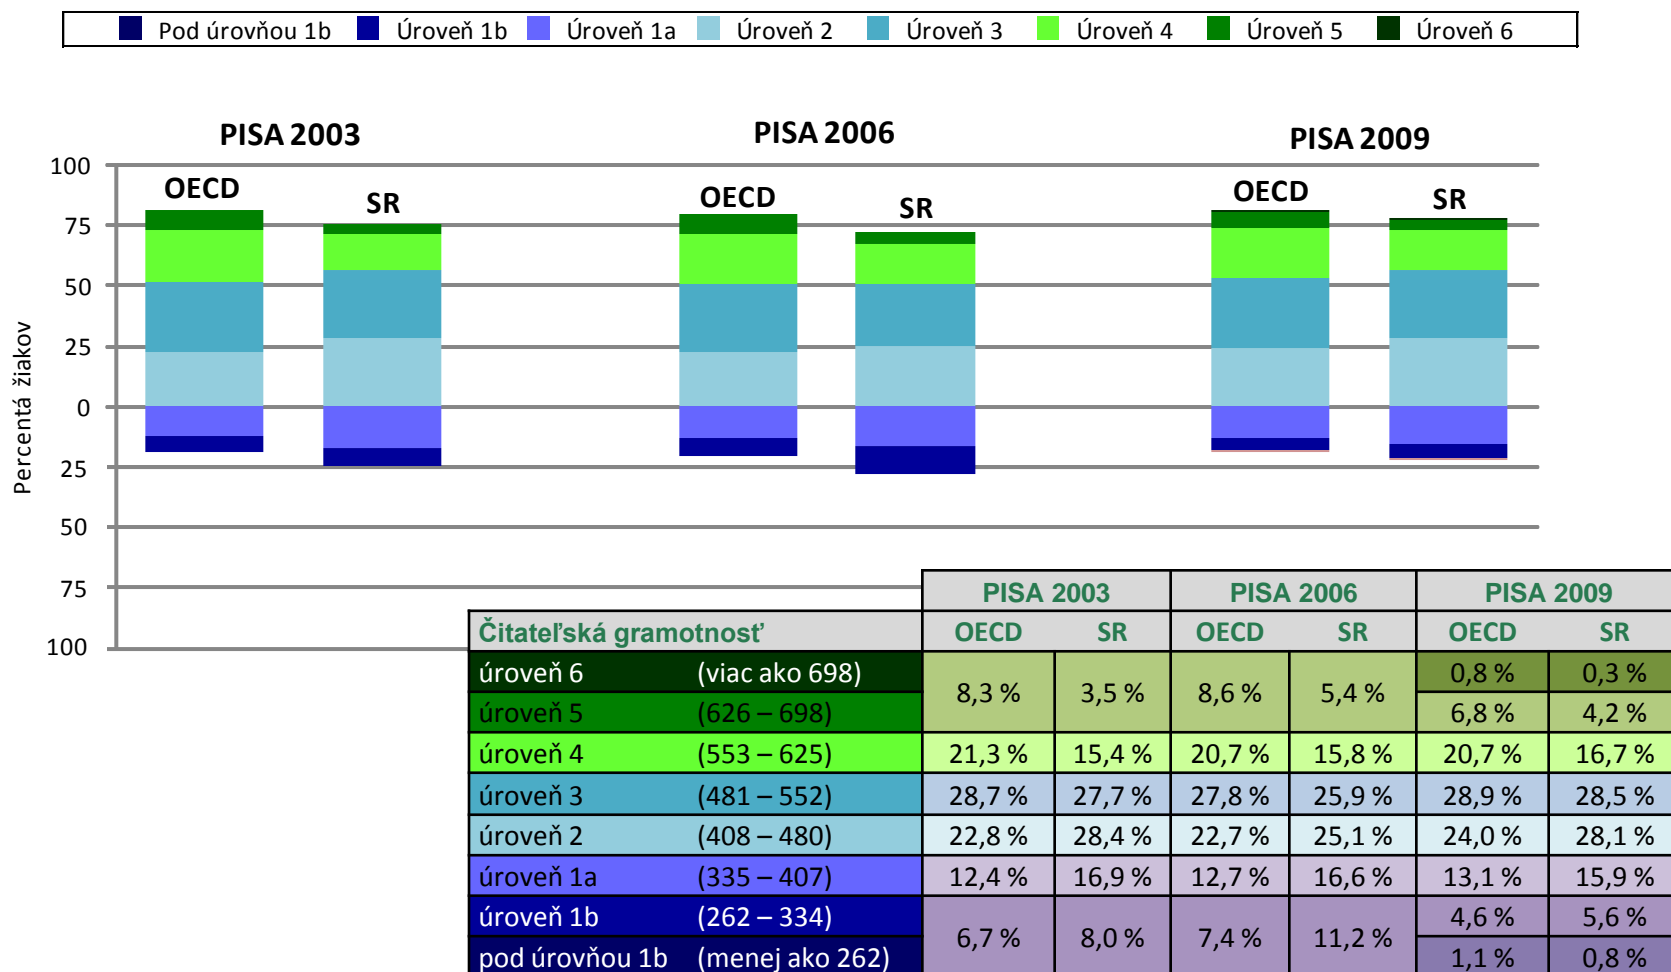 Pod úrovňou 1b Úroveň 1b Úroveň 1a Úroveň 2 Úroveň 3 Úroveň 4 Úroveň 5 Úroveň 6
PISA 2003 PISA 2006 PISA 2009
OECD SR OECD SR OECD SR
100
75
50
25
0
25
50
75
100
Percentá žiakov
PISA 2003 PISA 2006 PISA 2009
Čitateľská gramotnosť OECD SR OECD SR OECD SR
úroveň 6 (viac ako 698) 0,8 % 0,3 %
8,3 % 3,5 % 8,6 % 5,4 %
úroveň 5 (626 – 698) 6,8 % 4,2 %
úroveň 4 (553 – 625) 21,3 % 15,4 % 20,7 % 15,8 % 20,7 % 16,7 %
úroveň 3 (481 – 552) 28,7 % 27,7 % 27,8 % 25,9 % 28,9 % 28,5 %
úroveň 2 (408 – 480) 22,8 % 28,4 % 22,7 % 25,1 % 24,0 % 28,1 %
úroveň 1a (335 – 407) 12,4 % 16,9 % 12,7 % 16,6 % 13,1 % 15,9 %
úroveň 1b (262 – 334) 4,6 % 5,6 %
6,7 % 8,0 % 7,4 % 11,2 %
pod úrovňou 1b (menej ako 262) 1,1 % 0,8 %